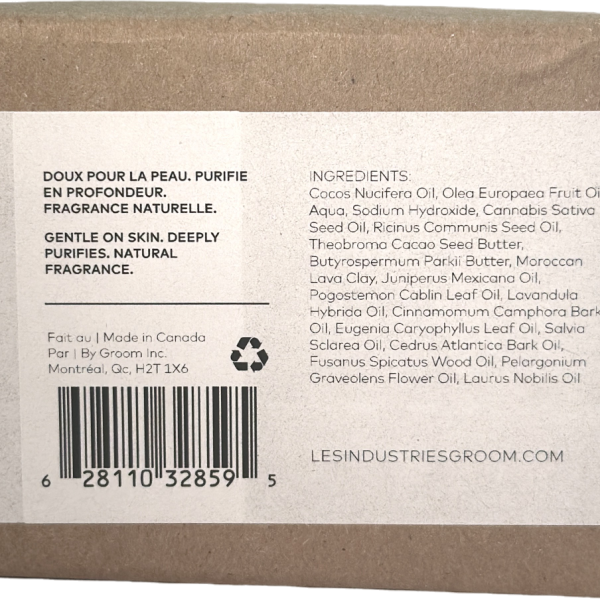 DOUX POUR LA PEAU. PURIFIE
EN PROFONDEUR.
FRAGRANCE NATURELLE.
GENTLE ON SKIN. DEEPLY
PURIFIES. NATURAL
FRAGRANCE.
Fait au | Made in Canada
Par | By Groom Inc.
Montréal, Qc, H2T 1X6
6 28110 32859 5
INGREDIENTS:
Cocos Nucifera Oil, Olea Europaea Fruit Oi
Aqua, Sodium Hydroxide, Cannabis Sativa
Seed Oil, Ricinus Communis Seed Oil,
Theobroma Cacao Seed Butter,
Butyrospermum Parkii Butter, Moroccan
Lava Clay, Juniperus Mexicana Oil,
Pogostemon Cablin Leaf Oil, Lavandula
Hybrida Oil, Cinnamomum Camphora Bark
Oil, Eugenia Caryophyllus Leaf Oil, Salvia
Sclarea Oil, Cedrus Atlantica Bark Oil,
Fusanus Spicatus Wood Oil, Pelargonium
Graveolens Flower Oil, Laurus Nobilis Oil
LESINDUSTRIESGROOM.COM